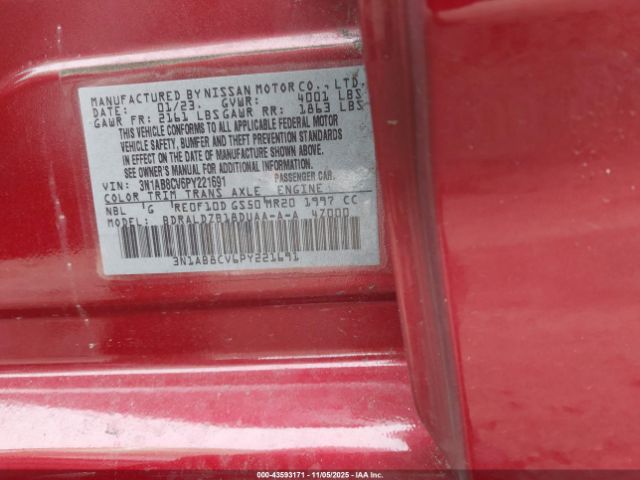 MANUFACTURED BY NISSAN MOTOR CO., LTD.
DATE: 01/23. GVWR: 4001 LBS
GAWR FR: 2161 LBS GAWR RR: 1863 LBS
THIS VEHICLE CONFORMS TO ALL APPLICABLE FEDERAL MOTOR
VEHICLE SAFETY, BUMPER AND THEFT PREVENTION STANDARDS
IN EFFECT ON THE DATE OF MANUFACTURE SHOWN ABOVE.
SEE OWNER'S MANUAL FOR ADDITIONAL INFORMATION
VIN: 3N1AB8CV6PY221691 PASSENGER CAR.
COLOR TRIM TRANS AXLE ENGINE
NBL G RE0F10D GS50 MR20 1997 CC
MODEL: BDRALDZB18DUAA-A-A 47000
3N1AB8CV6PY221691
© IAA -43593171 - 11/05/2025 - IAAI.COM